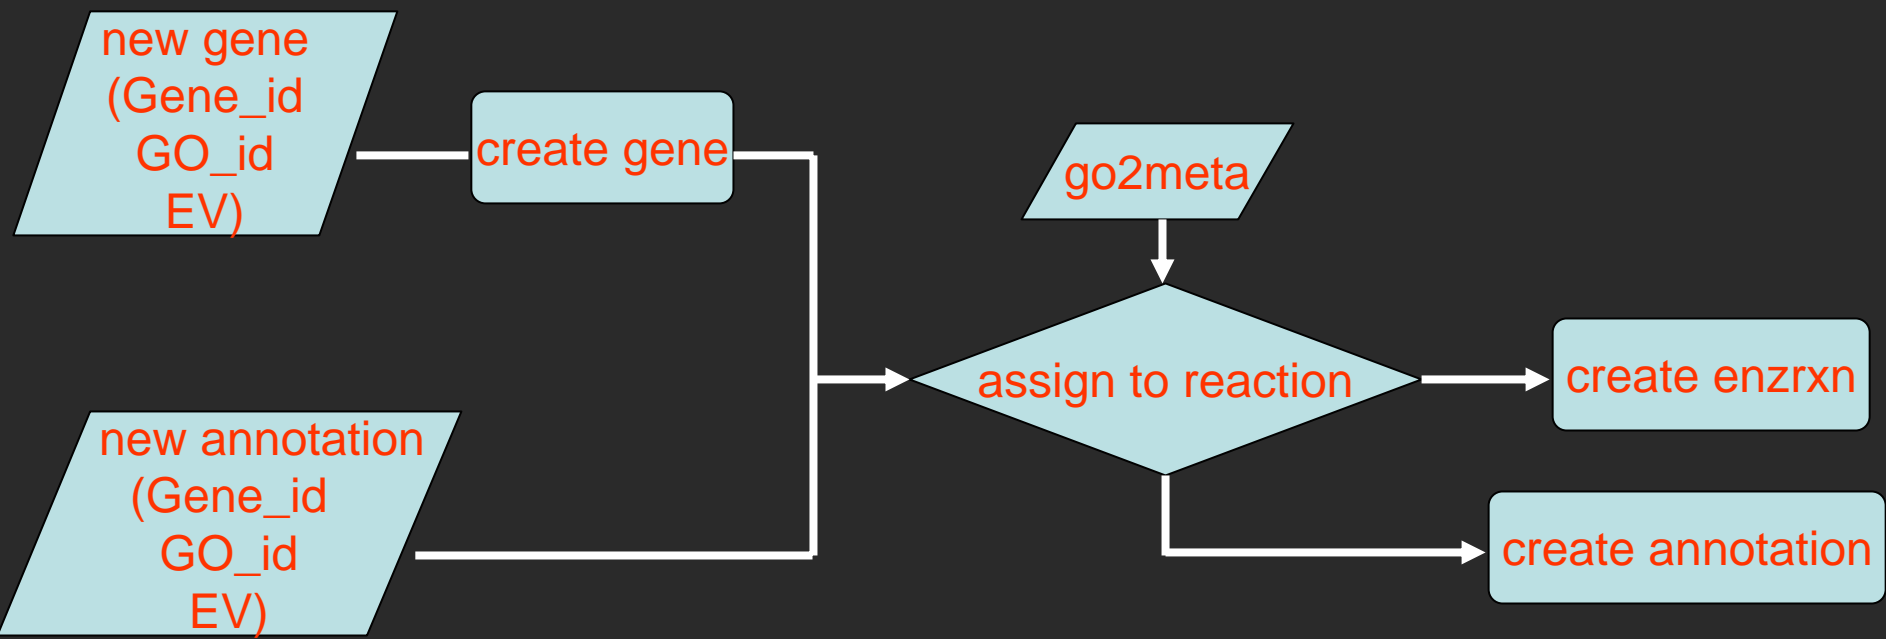 new gene
(Gene_id
GO_id
EV)
create gene
go2meta
assign to reaction
create enzrxn
new annotation
(Gene_id
GO_id
EV)
create annotation